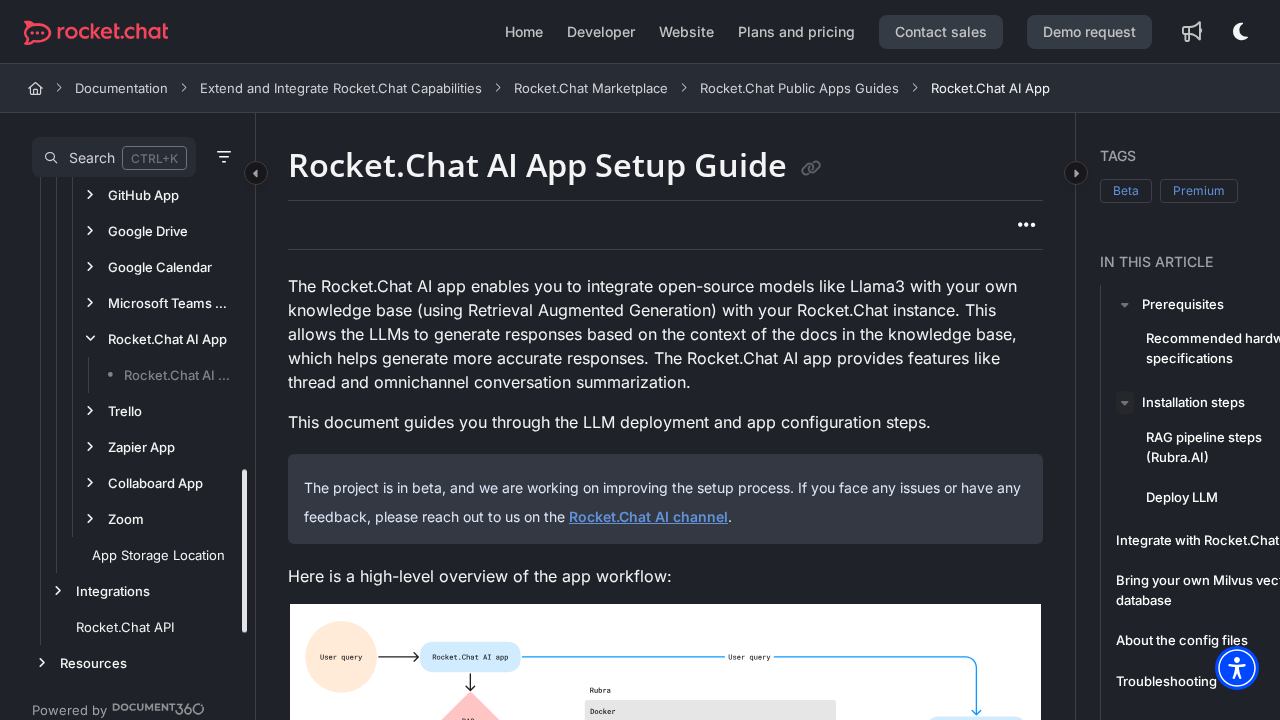 rocket.chat
Home Developer Website Plans and pricing Contact sales Demo request
Documentation Extend and Integrate Rocket.Chat Capabilities Rocket.Chat Marketplace Rocket.Chat Public Apps Guides Rocket.Chat AI App
Search CTRL+K
GitHub App
Google Drive
Google Calendar
Microsoft Teams ...
Rocket.Chat AI App
Rocket.Chat AI ...
Trello
Zapier App
Collaboard App
Zoom
App Storage Location
Integrations
Rocket.Chat API
Resources
Powered by DOCUMENT360
Rocket.Chat AI App Setup Guide
The Rocket.Chat AI app enables you to integrate open-source models like Llama3 with your own
knowledge base (using Retrieval Augmented Generation) with your Rocket.Chat instance. This
allows the LLMs to generate responses based on the context of the docs in the knowledge base,
which helps generate more accurate responses. The Rocket.Chat AI app provides features like
thread and omnichannel conversation summarization.
This document guides you through the LLM deployment and app configuration steps.
The project is in beta, and we are working on improving the setup process. If you face any issues or have any
feedback, please reach out to us on the Rocket.Chat AI channel.
Here is a high-level overview of the app workflow:
User query Rocket.Chat AI app User query
Rubra
Docker
TAGS
Beta Premium
IN THIS ARTICLE
Prerequisites
Recommended hardw
specifications
Installation steps
RAG pipeline steps
(Rubra.AI)
Deploy LLM
Integrate with Rocket.Chat
Bring your own Milvus vect
database
About the config files
Troubleshooting